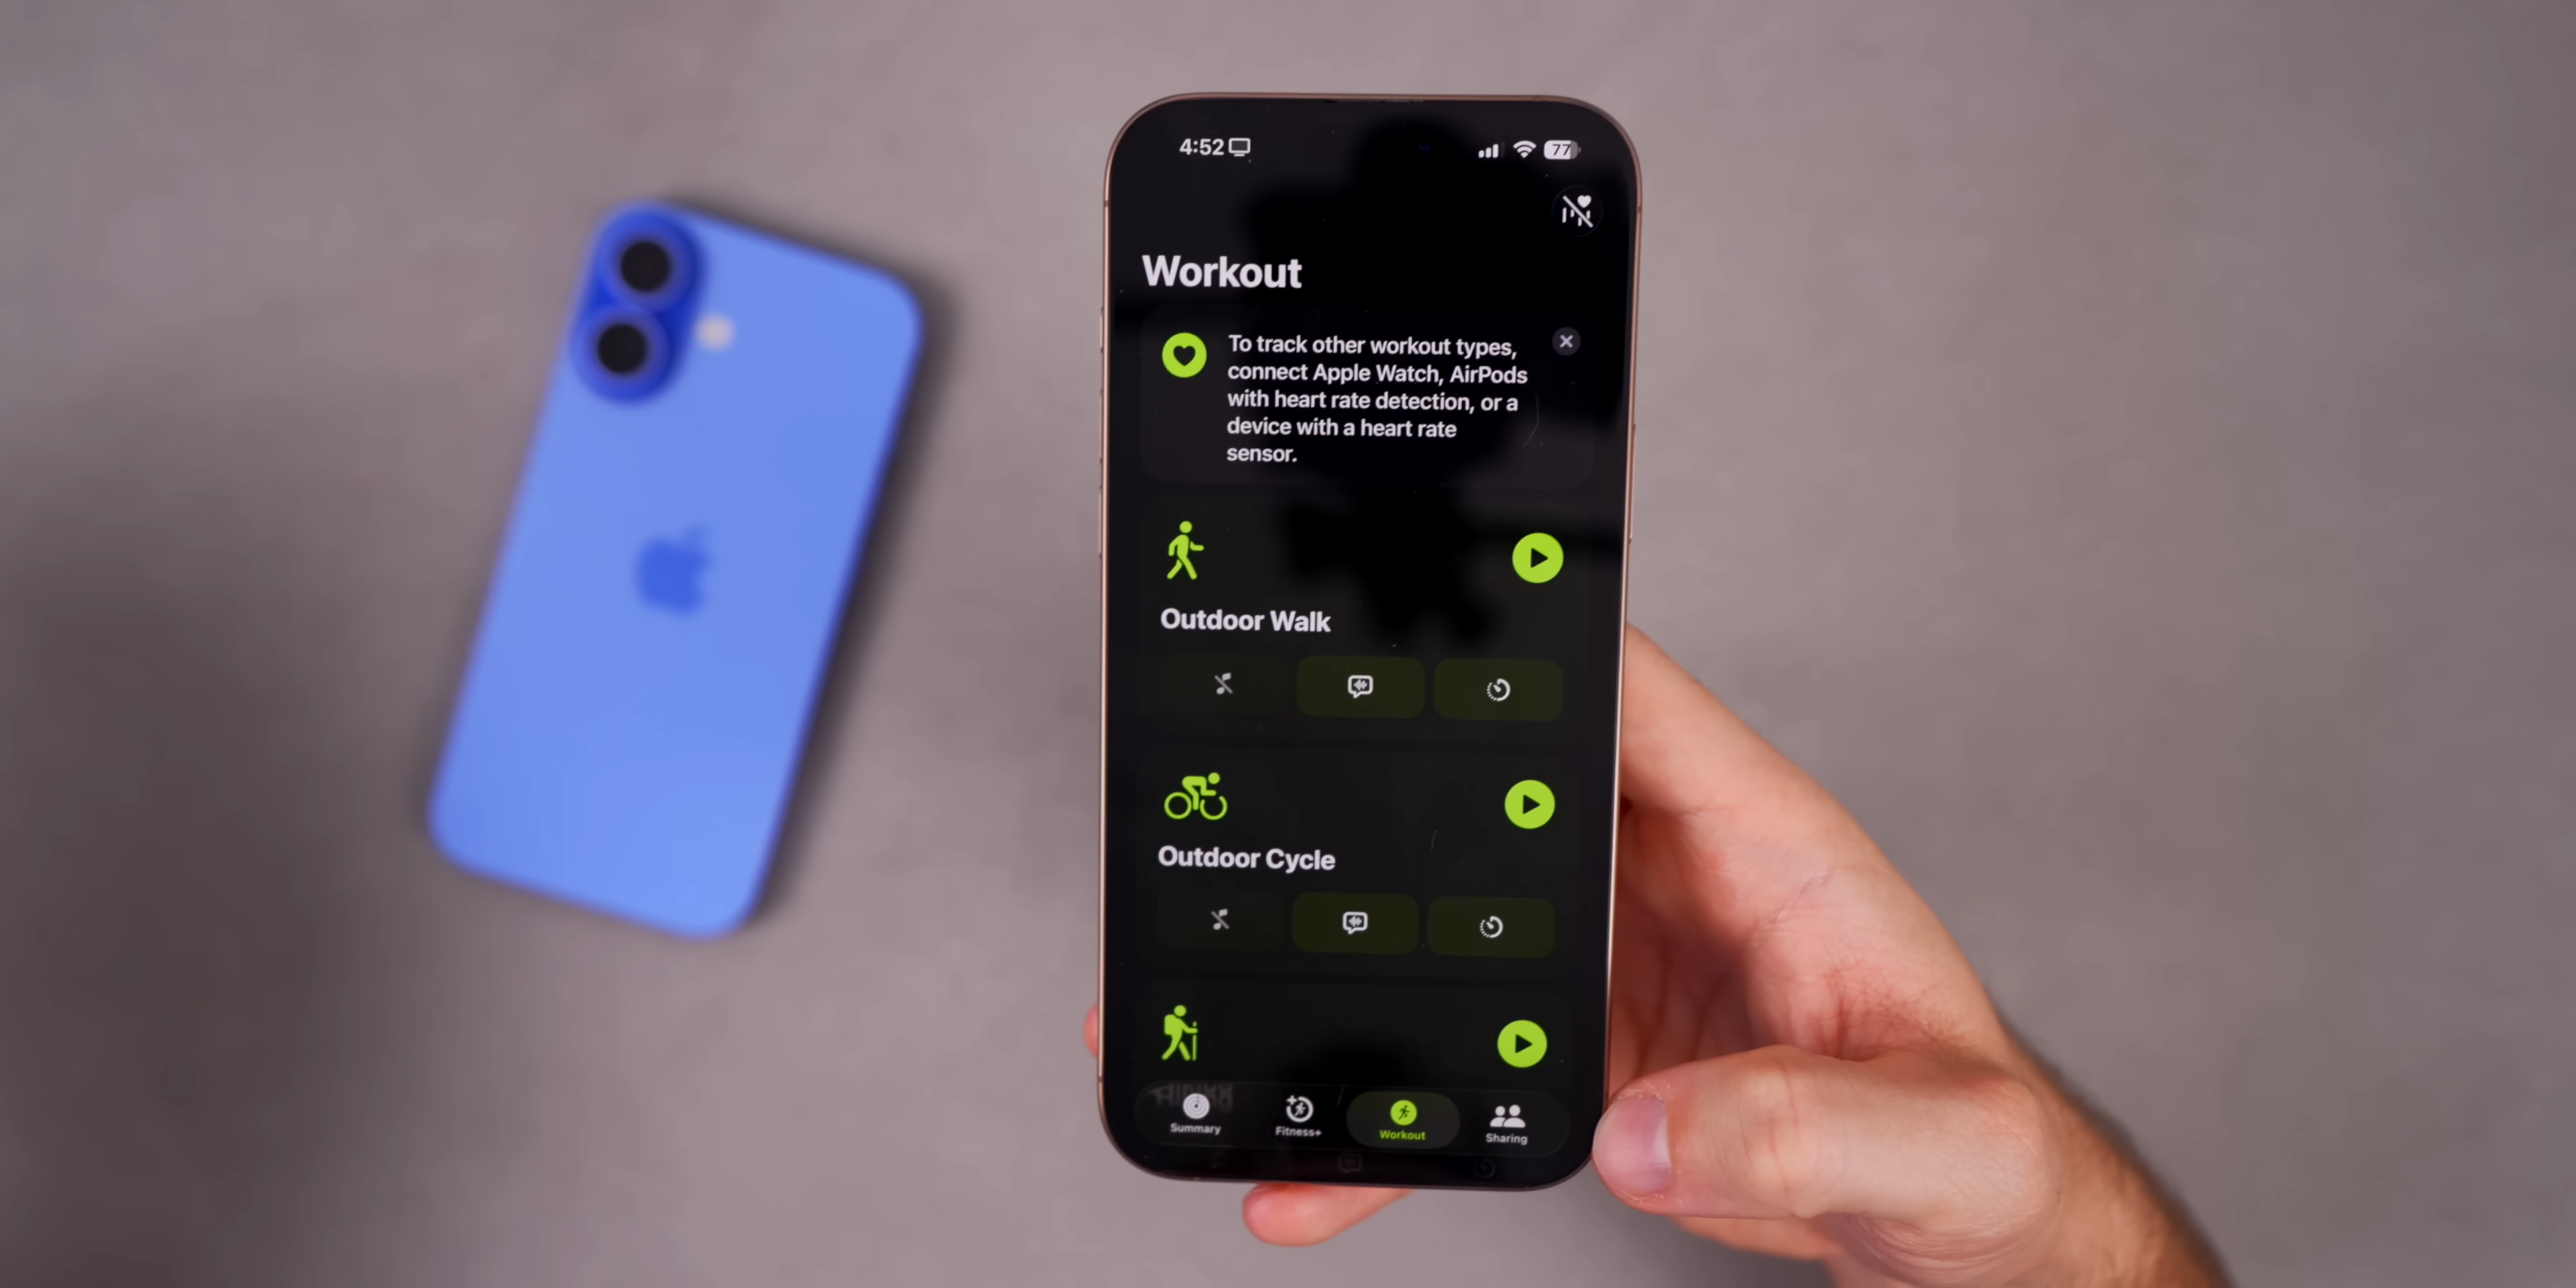 4:52
77
Workout
To track other workout types,
connect Apple Watch, AirPods
with heart rate detection, or a
device with a heart rate
sensor.
Outdoor Walk
Outdoor Cycle
Summary
Fitness+
Workout
Sharing